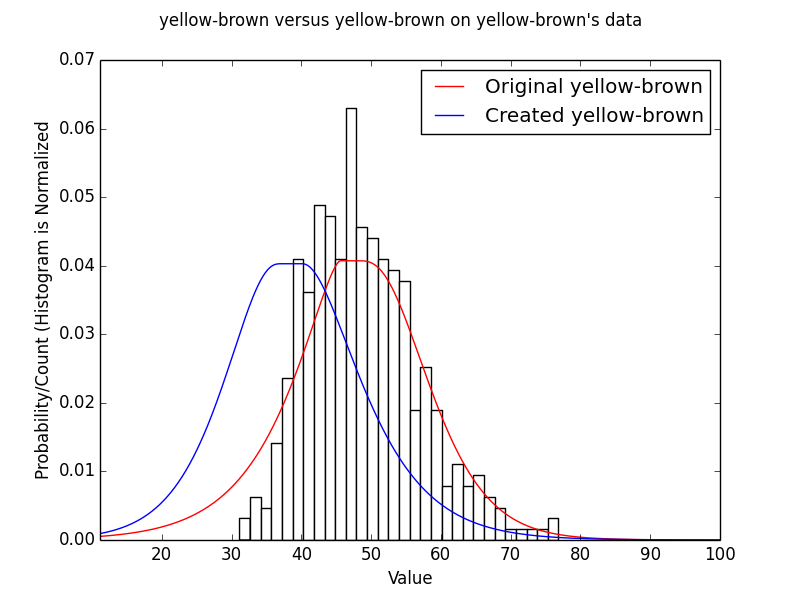 yellow-brown versus yellow-brown on yellow-brown's data
Original yellow-brown
Created yellow-brown
Probability/Count (Histogram is Normalized
0.07
0.06
0.05
0.04
0.03
0.02
0.01
0.00
20 30 40 50 60 70 80 90 100
Value